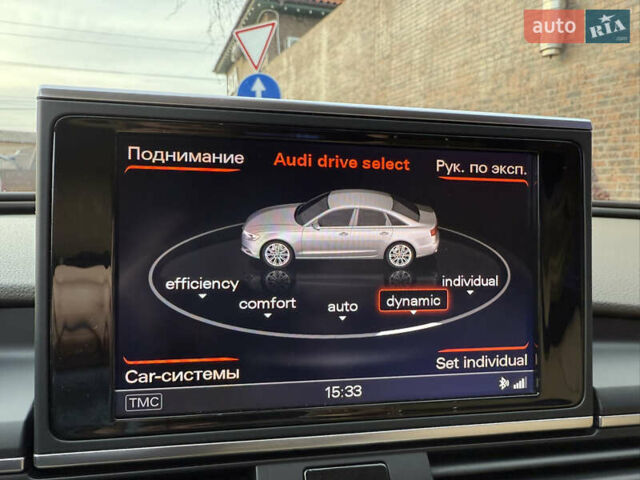 auto RIA.com
Поднимание
Audi drive select
Рук. по эксп.
efficiency
comfort
auto
dynamic
individual
Car-системы
Set individual
15:33
TMC